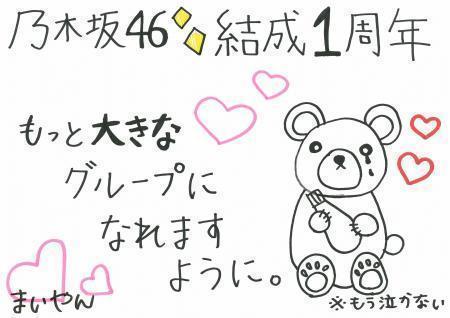 乃木坂46 結成1周年
もっと大きな
グループに
なれます
ように。
まいやん
※もう泣かない